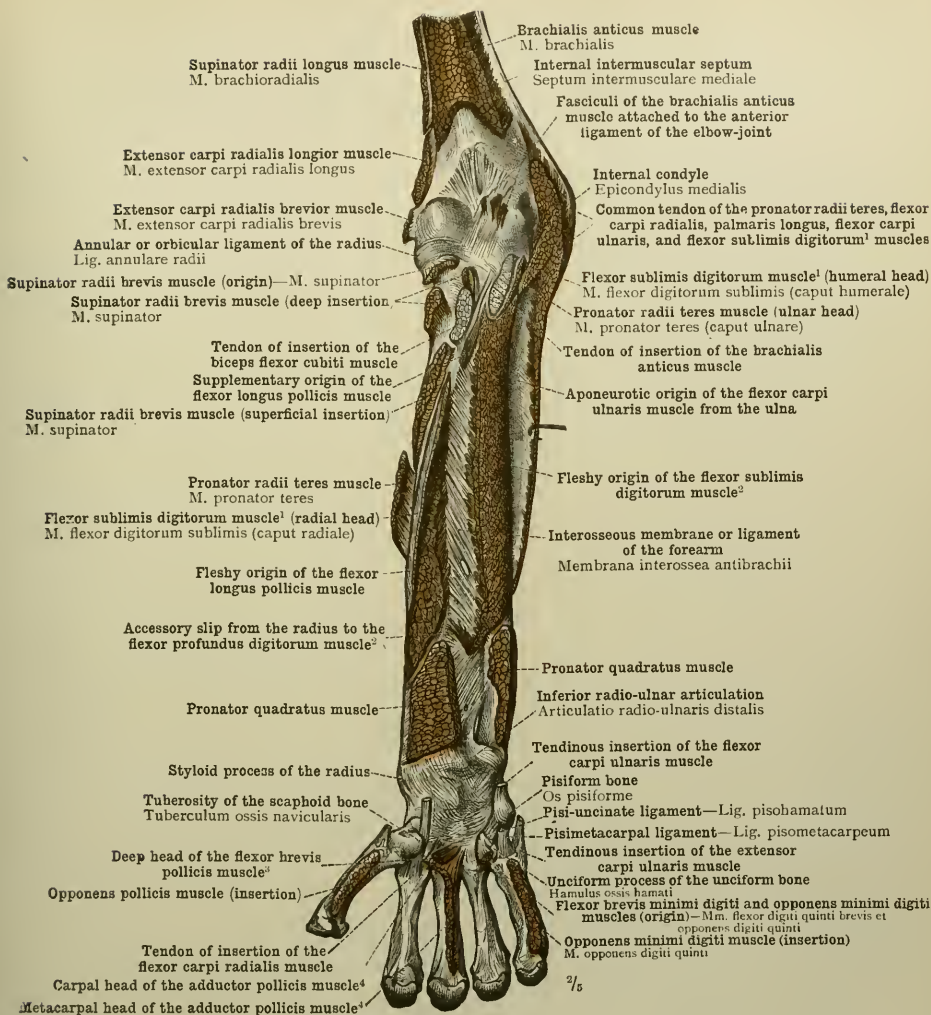 Supinator radii longus muscle
M. brachioradialis
Extensor carpi radialis longior muscle
M. extensor carpi radialis longus
Extensor carpi radialis brevior muscle
M. extensor carpi radialis brevis
Annular or orbicular ligament of the radius
Lig. annulare radii
Supinator radii brevis muscle (origin)—M. supinator
Supinator radii brevis muscle (deep insertion
M. supinator
Tendon of insertion of the
biceps flexor cubiti muscle
Supplementary origin of the
flexor longus pollicis muscle
Supinator radii brevis muscle (superficial insertion)
M. supinator
Pronator radii teres muscle
M. pronator teres
Flexor sublimis digitorum muscle¹ (radial head)
M. flexor digitorum sublimis (caput radiale)
Fleshy origin of the flexor
longus pollicis muscle
Accessory slip from the radius to the
flexor profundus digitorum muscle²
Pronator quadratus muscle
Styloid process of the radius
Tuberosity of the scaphoid bone
Tuberculum ossis navicularis
Deep head of the flexor brevis
pollicis muscle³
Opponens pollicis muscle (insertion)
Tendon of insertion of the
flexor carpi radialis muscle
Carpal head of the adductor pollicis muscle⁴
Metacarpal head of the adductor pollicis muscle⁴
Brachialis anticus muscle
M. brachialis
Internal intermuscular septum
Septum intermusculare mediale
Fasciculi of the brachialis anticus
muscle attached to the anterior
ligament of the elbow-joint
Internal condyle
Epicondylus medialis
Common tendon of the pronator radii teres, flexor
carpi radialis, palmaris longus, flexor carpi
ulnaris, and flexor sublimis digitorum¹ muscles
Flexor sublimis digitorum muscle¹ (humeral head)
M. flexor digitorum sublimis (caput humerale)
Pronator radii teres muscle (ulnar head)
M. pronator teres (caput ulnare)
Tendon of insertion of the brachialis
anticus muscle
Aponeurotic origin of the flexor carpi
ulnaris muscle from the ulna
Fleshy origin of the flexor sublimis
digitorum muscle²
Interosseous membrane or ligament
of the forearm
Membrana interossea antibrachii
Pronator quadratus muscle
Inferior radio-ulnar articulation
Articulatio radio-ulnaris distalis
Tendinous insertion of the flexor
carpi ulnaris muscle
Pisiform bone
Os pisiforme
Pisi-uncinate ligament—Lig. pisohamatum
Pisimetacarpal ligament—Lig. pisometacarpeum
Tendinous insertion of the extensor
carpi ulnaris muscle
Unciform process of the unciform bone
Hamulus ossis hamati
Flexor brevis minimi digiti and opponens minimi digiti
muscles (origin)—Mm. flexor digiti quinti brevis et
opponens digiti quinti
Opponens minimi digiti muscle (insertion)
M. opponens digiti quinti
2/5